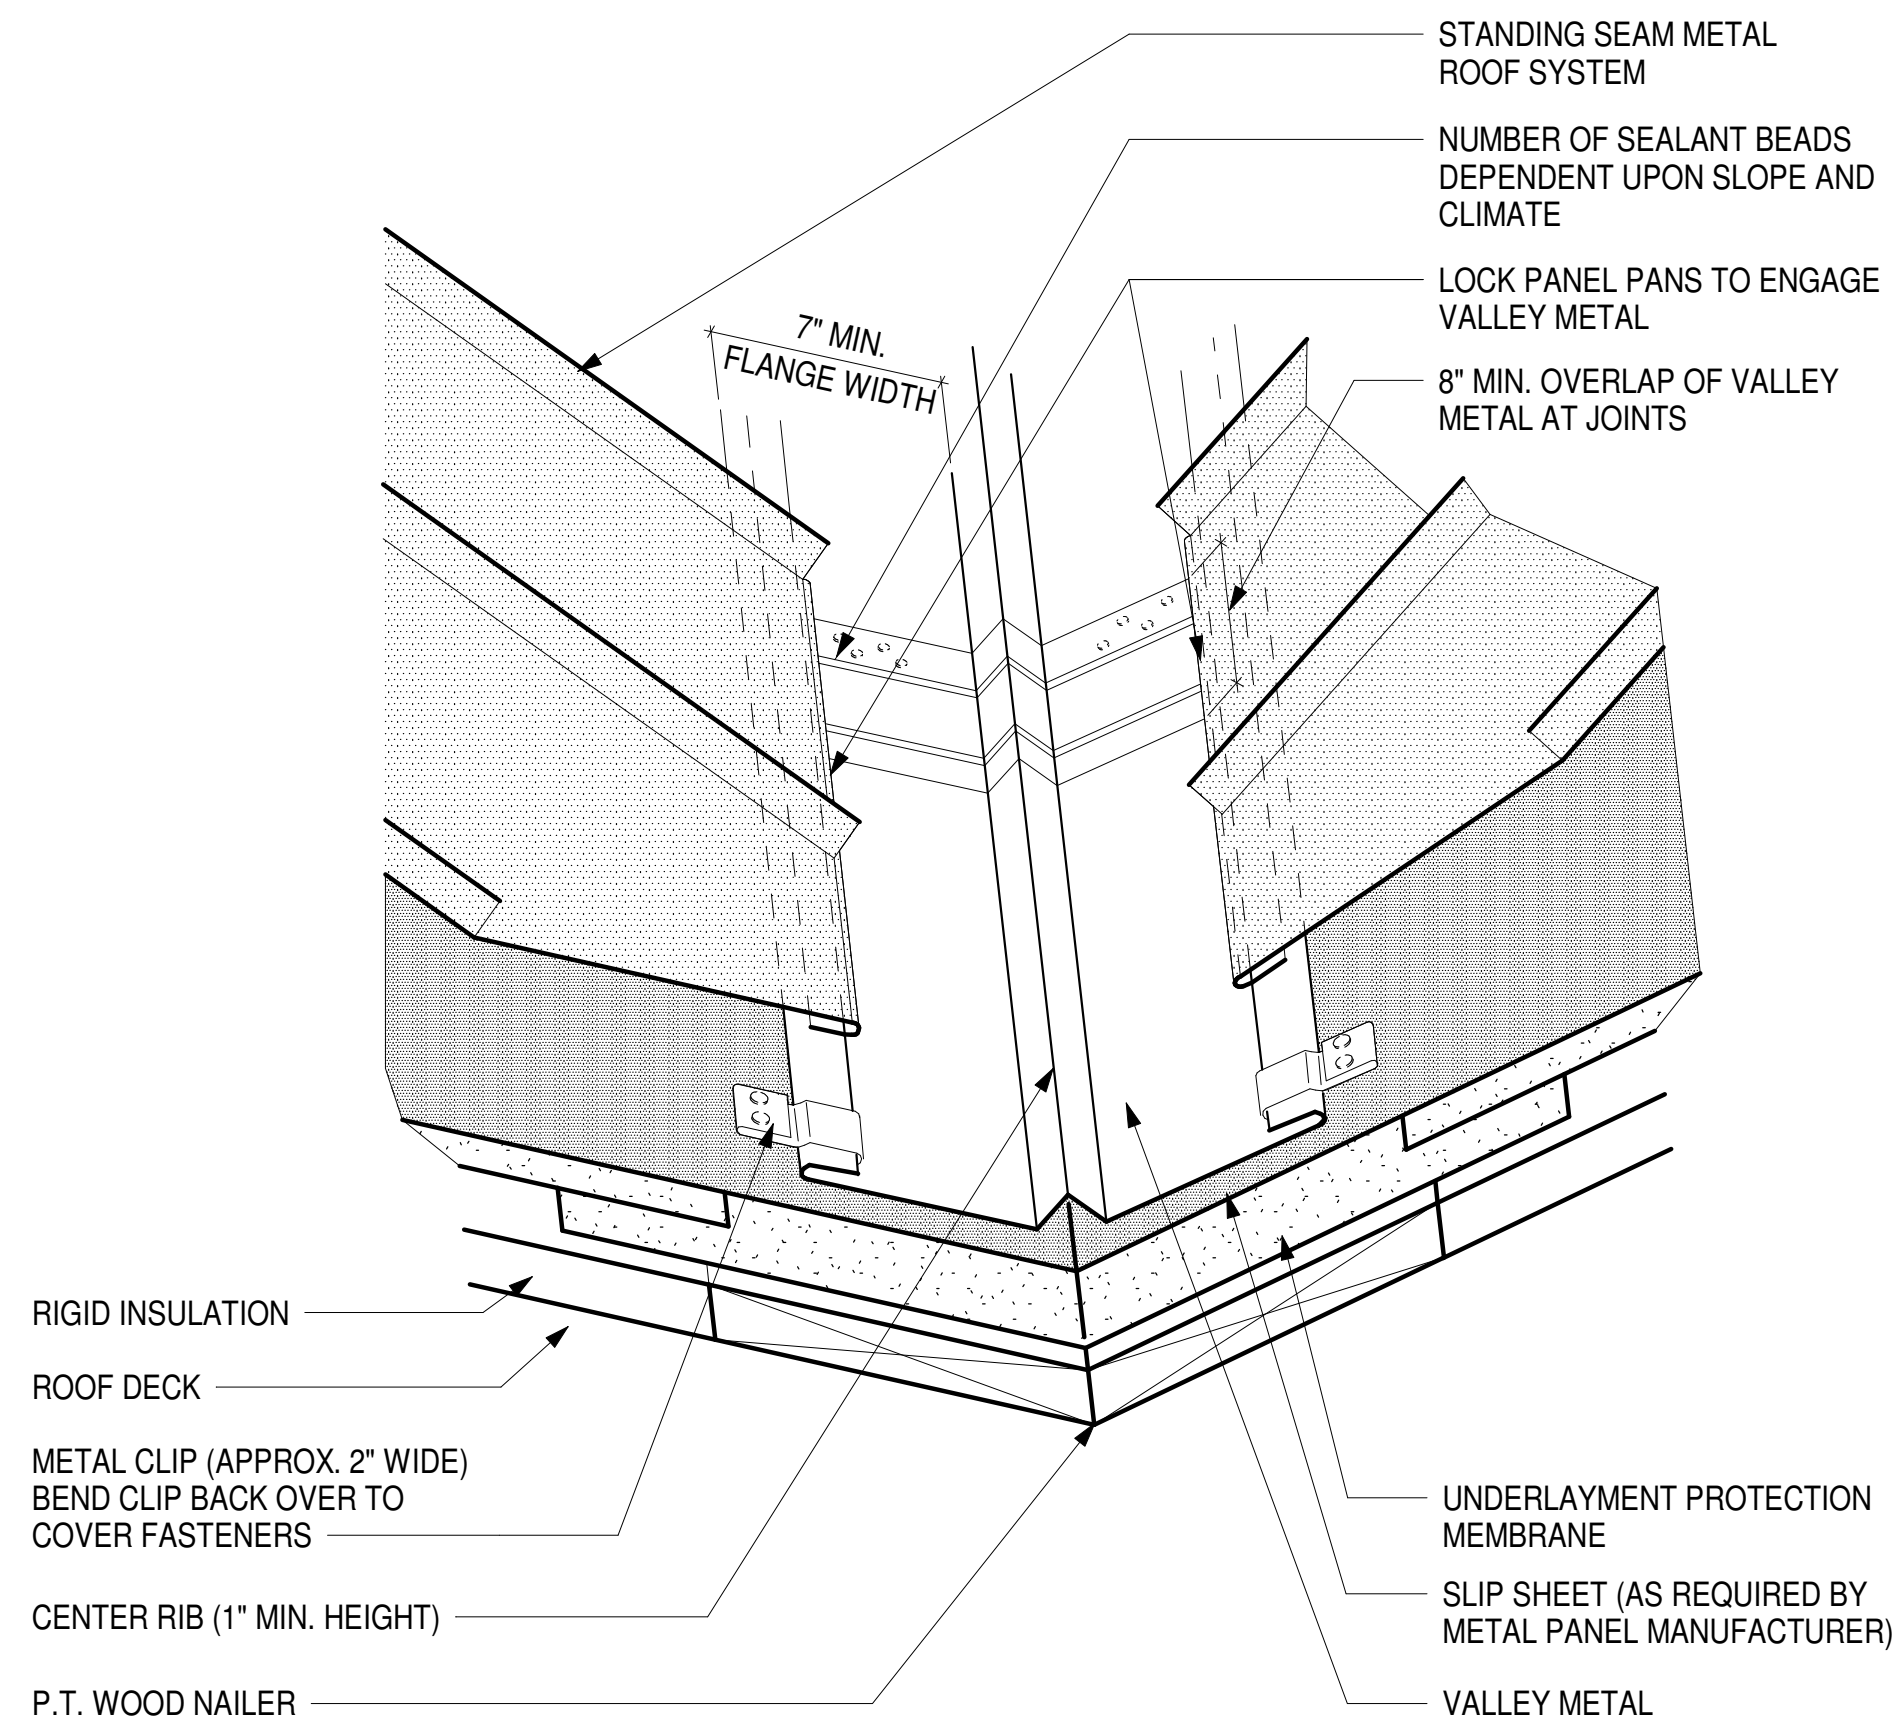 STANDING SEAM METAL
ROOF SYSTEM
NUMBER OF SEALANT BEADS
DEPENDENT UPON SLOPE AND
CLIMATE
LOCK PANEL PANS TO ENGAGE
VALLEY METAL
7" MIN.
FLANGE WIDTH
8" MIN. OVERLAP OF VALLEY
METAL AT JOINTS
RIGID INSULATION
ROOF DECK
METAL CLIP (APPROX. 2" WIDE)
BEND CLIP BACK OVER TO
COVER FASTENERS
CENTER RIB (1" MIN. HEIGHT)
P.T. WOOD NAILER
UNDERLAYMENT PROTECTION
MEMBRANE
SLIP SHEET (AS REQUIRED BY
METAL PANEL MANUFACTURER)
VALLEY METAL